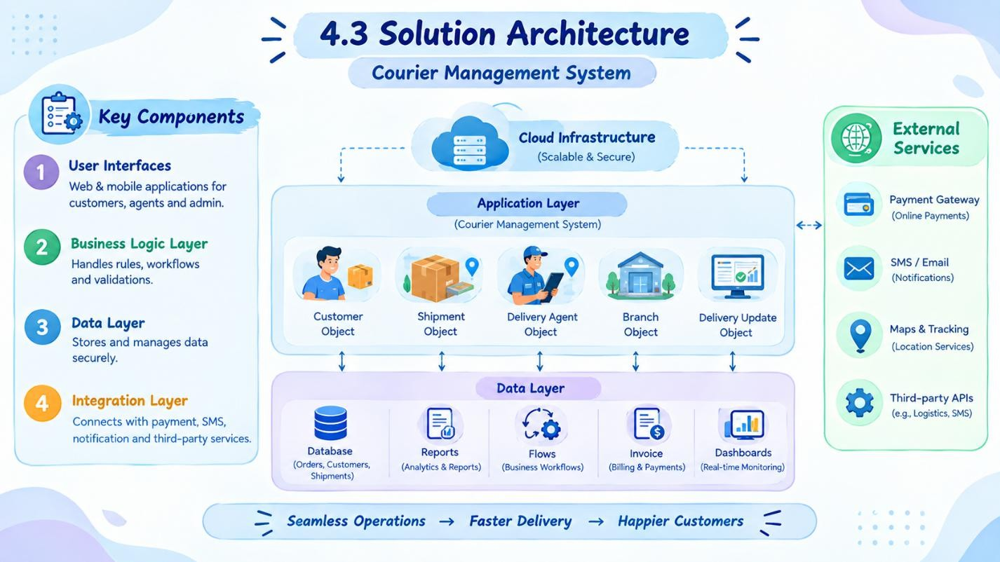 4.3 Solution Architecture
Courier Management System
Key Components
1
User Interfaces
Web & mobile applications for
customers, agents and admin.
2
Business Logic Layer
Handles rules, workflows
and validations.
3
Data Layer
Stores and manages data
securely.
4
Integration Layer
Connects with payment, SMS,
notification and third-party services.
Cloud Infrastructure
(Scalable & Secure)
Application Layer
(Courier Management System)
Customer
Object
Shipment
Object
Delivery Agent
Object
Branch
Object
Delivery Update
Object
Data Layer
Database
(Orders, Customers,
Shipments)
Reports
(Analytics & Reports)
Flows
(Business Workflows)
$
Invoice
(Billing & Payments)
Dashboards
(Real-time Monitoring)
External
Services
Payment Gateway
(Online Payments)
SMS / Email
(Notifications)
Maps & Tracking
(Location Services)
Third-party APIs
(e.g., Logistics, SMS)
Seamless Operations → Faster Delivery → Happier Customers